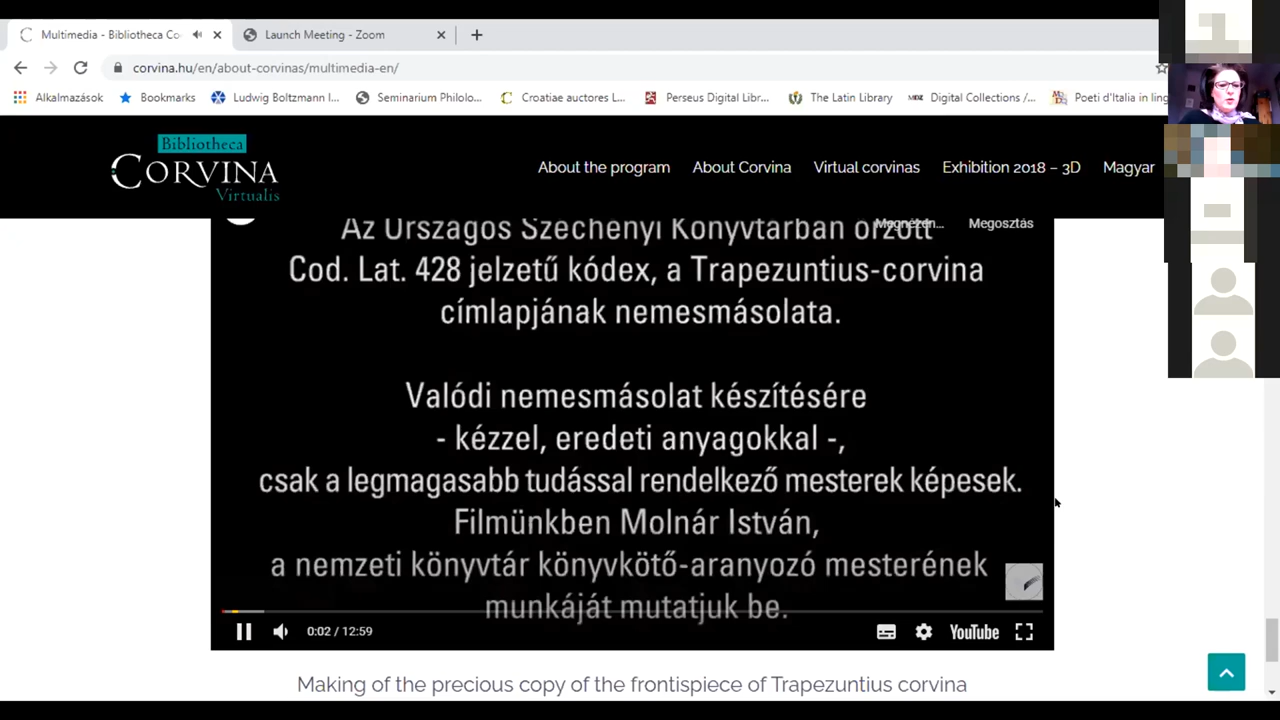 Multimedia - Bibliotheca Co
Launch Meeting - Zoom
corvina.hu/en/about-corvinas/multimedia-en/
Alkalmazások
Bookmarks
Ludwig Boltzmann I...
Seminarium Philolo...
Croatiae auctores L...
Perseus Digital Libr...
The Latin Library
Digital Collections /...
Poeti d'Italia in ling
Bibliotheca
CORVINA
Virtualis
About the program
About Corvina
Virtual corvinas
Exhibition 2018 – 3D
Magyar
Megnézen...
Megosztás
Az Országos Széchényi Könyvtárban őrzött
Cod. Lat. 428 jelzetű kódex, a Trapezuntius-corvina
címlapjának nemesmásolata.
Valódi nemesmásolat készítésére
- kézzel, eredeti anyagokkal -,
csak a legmagasabb tudással rendelkező mesterek képesek.
Filmünkben Molnár István,
a nemzeti könyvtár könyvkötő-aranyozó mesterének
munkáját mutatjuk be.
0:02 / 12:59
YouTube
Making of the precious copy of the frontispiece of Trapezuntius corvina